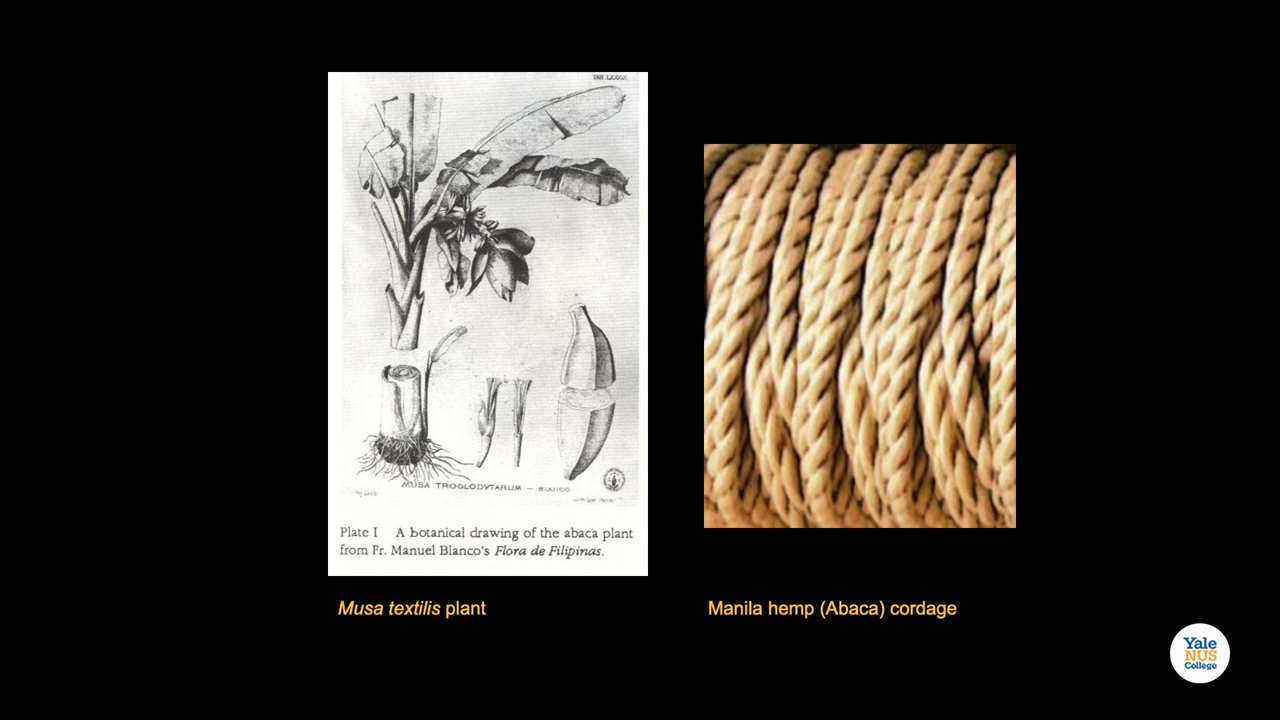 MUSA TROGLODYTARUM — BLANCO
Plate I A botanical drawing of the abaca plant
from Fr. Manuel Blanco's Flora de Filipinas.
Musa textilis plant
Manila hemp (Abaca) cordage
Yale
NUS
College